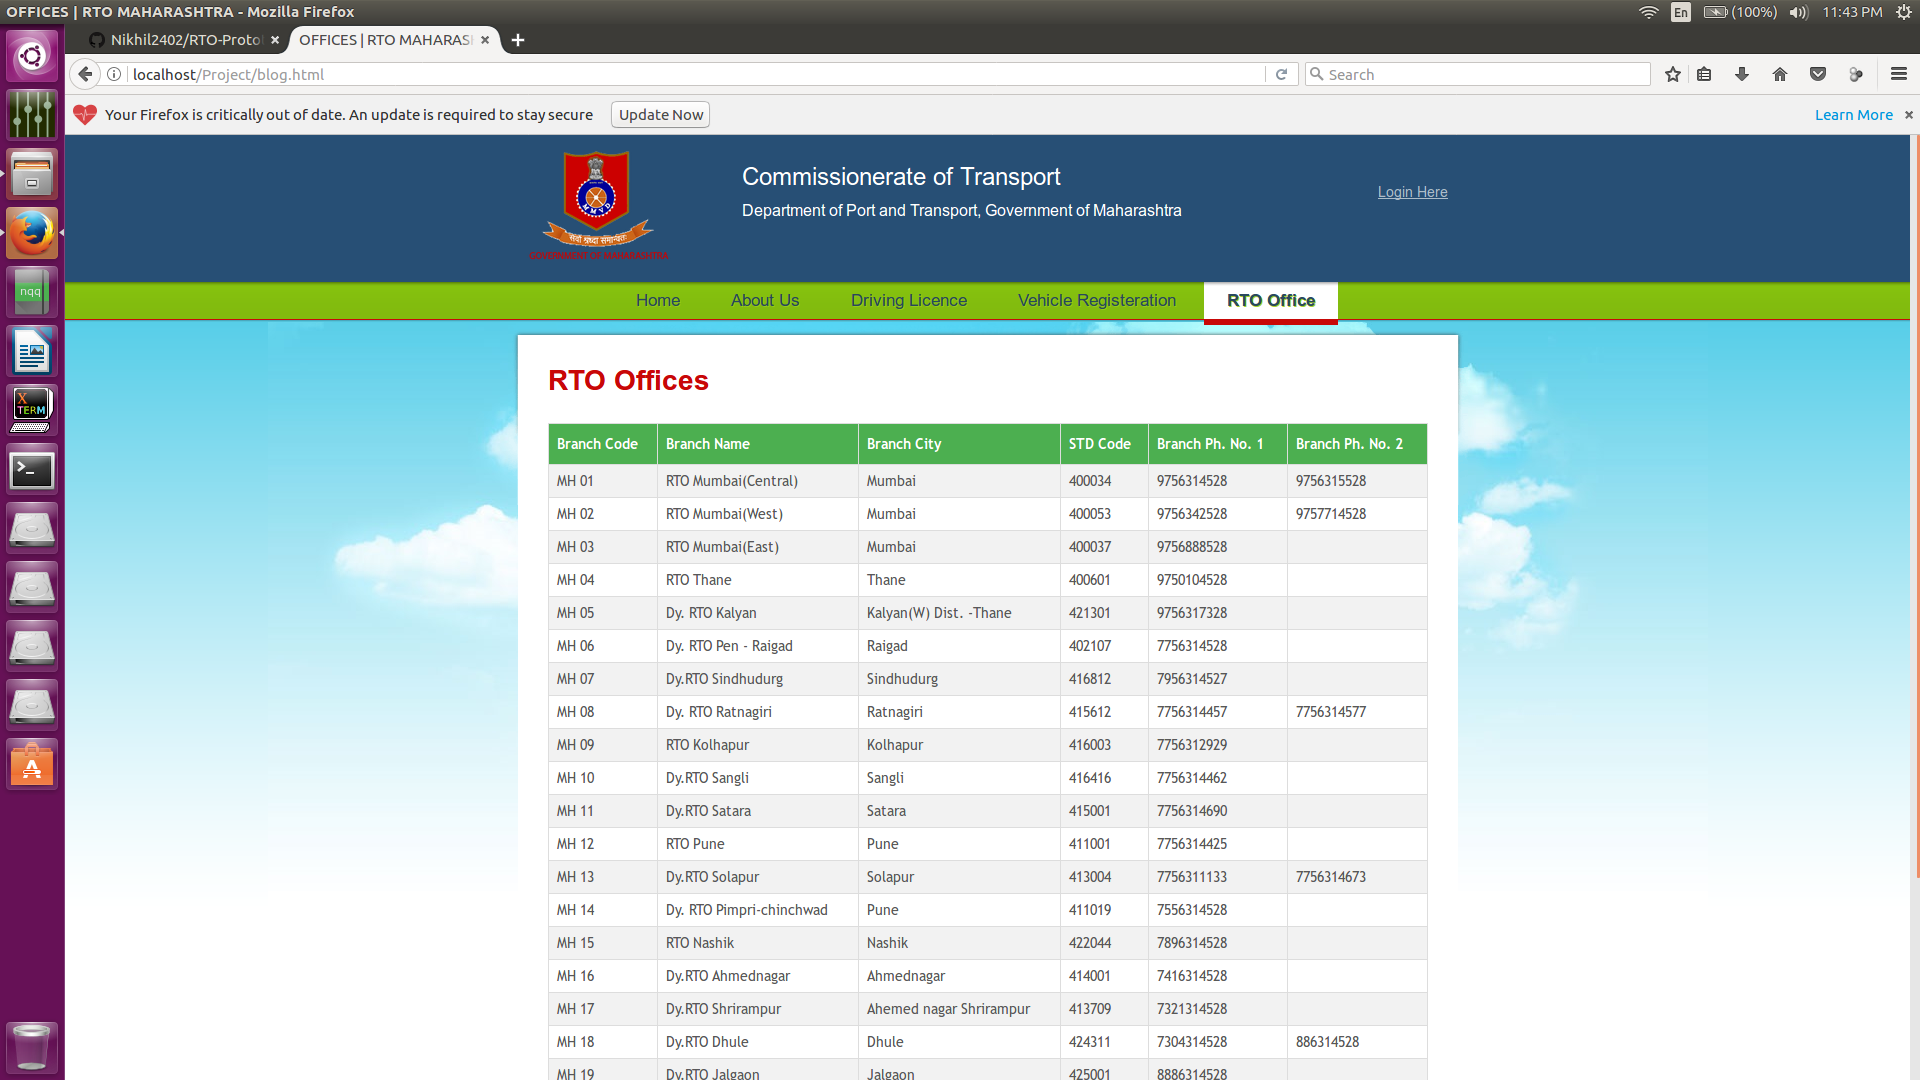 OFFICES | RTO MAHARASHTRA - Mozilla Firefox
En (100%) 11:43 PM
Nikhil2402/RTO-Proto
OFFICES | RTO MAHARAS
localhost/Project/blog.html
Search
Your Firefox is critically out of date. An update is required to stay secure
Update Now
Learn More
nqq
X
TERM
MMVD
सर्वां श्रध्दा समान्वितः
GOVERNMENT OF MAHARASHTRA
Commissionerate of Transport
Department of Port and Transport, Government of Maharashtra
Login Here
Home About Us Driving Licence Vehicle Registeration RTO Office
RTO Offices
Branch Code Branch Name Branch City STD Code Branch Ph. No. 1 Branch Ph. No. 2
MH 01 RTO Mumbai(Central) Mumbai 400034 9756314528 9756315528
MH 02 RTO Mumbai(West) Mumbai 400053 9756342528 9757714528
MH 03 RTO Mumbai(East) Mumbai 400037 9756888528
MH 04 RTO Thane Thane 400601 9750104528
MH 05 Dy. RTO Kalyan Kalyan(W) Dist. -Thane 421301 9756317328
MH 06 Dy. RTO Pen - Raigad Raigad 402107 7756314528
MH 07 Dy.RTO Sindhudurg Sindhudurg 416812 7956314527
MH 08 Dy. RTO Ratnagiri Ratnagiri 415612 7756314457 7756314577
MH 09 RTO Kolhapur Kolhapur 416003 7756312929
MH 10 Dy.RTO Sangli Sangli 416416 7756314462
MH 11 Dy.RTO Satara Satara 415001 7756314690
MH 12 RTO Pune Pune 411001 7756314425
MH 13 Dy.RTO Solapur Solapur 413004 7756311133 7756314673
MH 14 Dy. RTO Pimpri-chinchwad Pune 411019 7556314528
MH 15 RTO Nashik Nashik 422044 7896314528
MH 16 Dy.RTO Ahmednagar Ahmednagar 414001 7416314528
MH 17 Dy.RTO Shrirampur Ahemed nagar Shrirampur 413709 7321314528
MH 18 Dy.RTO Dhule Dhule 424311 7304314528 886314528
MH 19 Dy.RTO Jalgaon Jalgaon 425001 8886314528